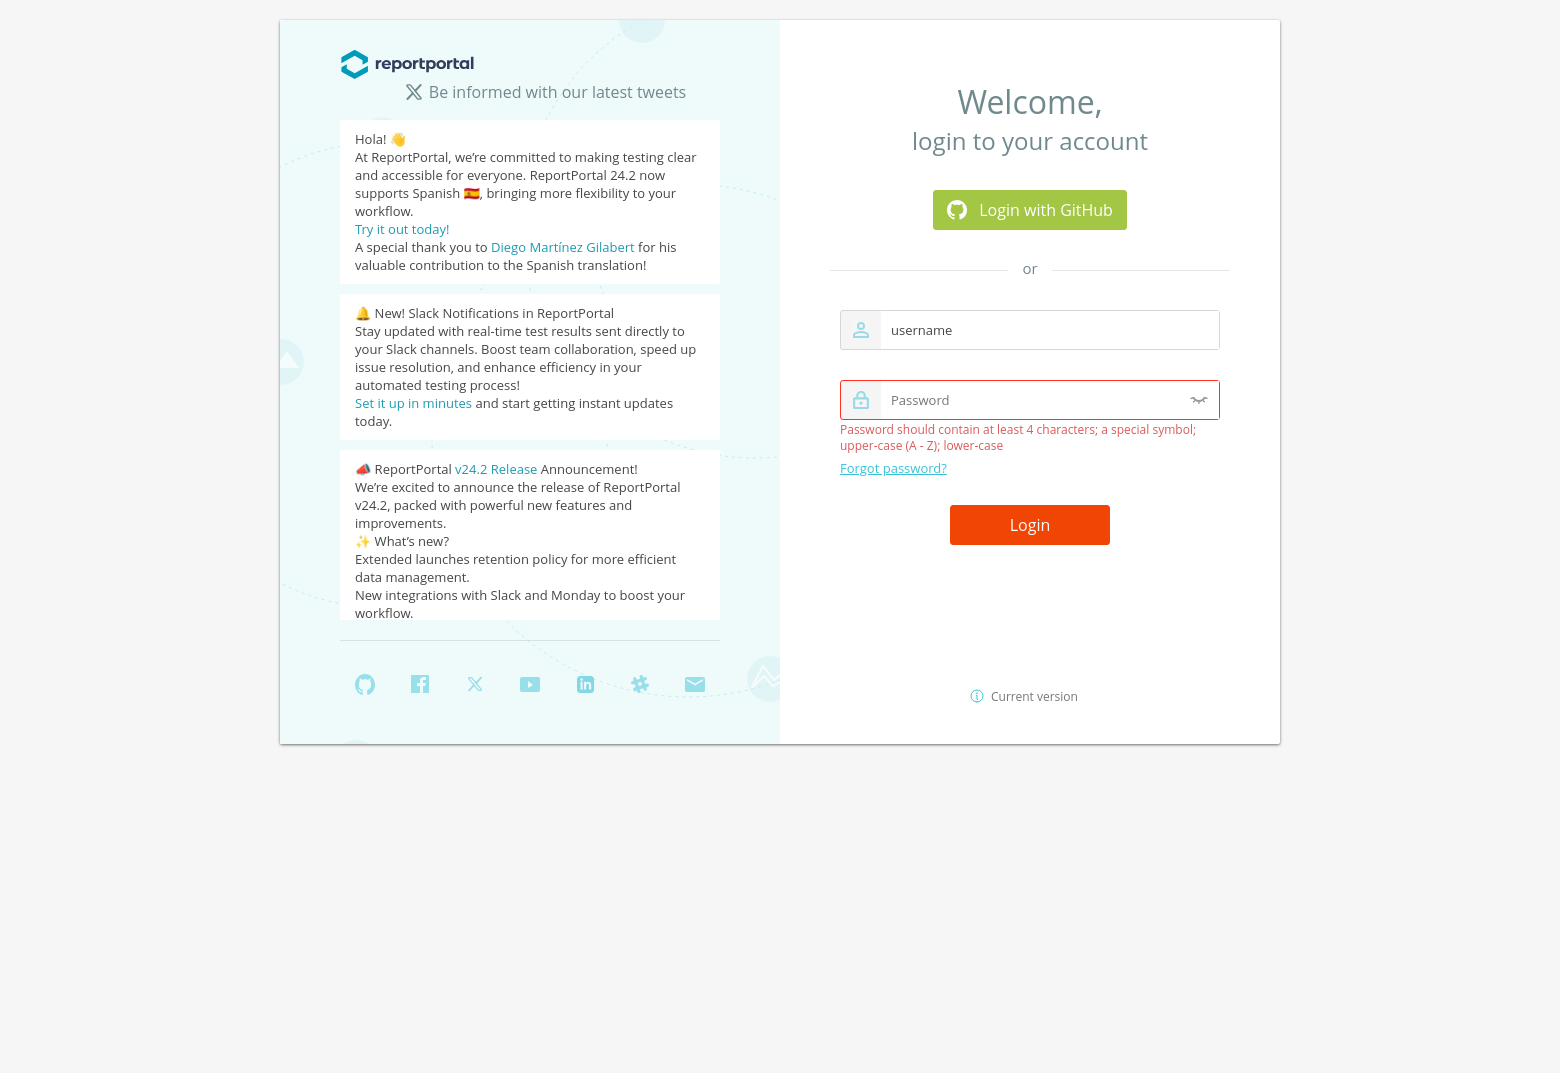 reportportal
Be informed with our latest tweets
Hola! 👋
At ReportPortal, we’re committed to making testing clear
and accessible for everyone. ReportPortal 24.2 now
supports Spanish 🇪🇸, bringing more flexibility to your
workflow.
Try it out today!
A special thank you to Diego Martínez Gilabert for his
valuable contribution to the Spanish translation!
🔔 New! Slack Notifications in ReportPortal
Stay updated with real-time test results sent directly to
your Slack channels. Boost team collaboration, speed up
issue resolution, and enhance efficiency in your
automated testing process!
Set it up in minutes and start getting instant updates
today.
📣 ReportPortal v24.2 Release Announcement!
We’re excited to announce the release of ReportPortal
v24.2, packed with powerful new features and
improvements.
✨ What’s new?
Extended launches retention policy for more efficient
data management.
New integrations with Slack and Monday to boost your
workflow.
Welcome,
login to your account
Login with GitHub
or
username
Password
Password should contain at least 4 characters; a special symbol;
upper-case (A - Z); lower-case
Forgot password?
Login
Current version